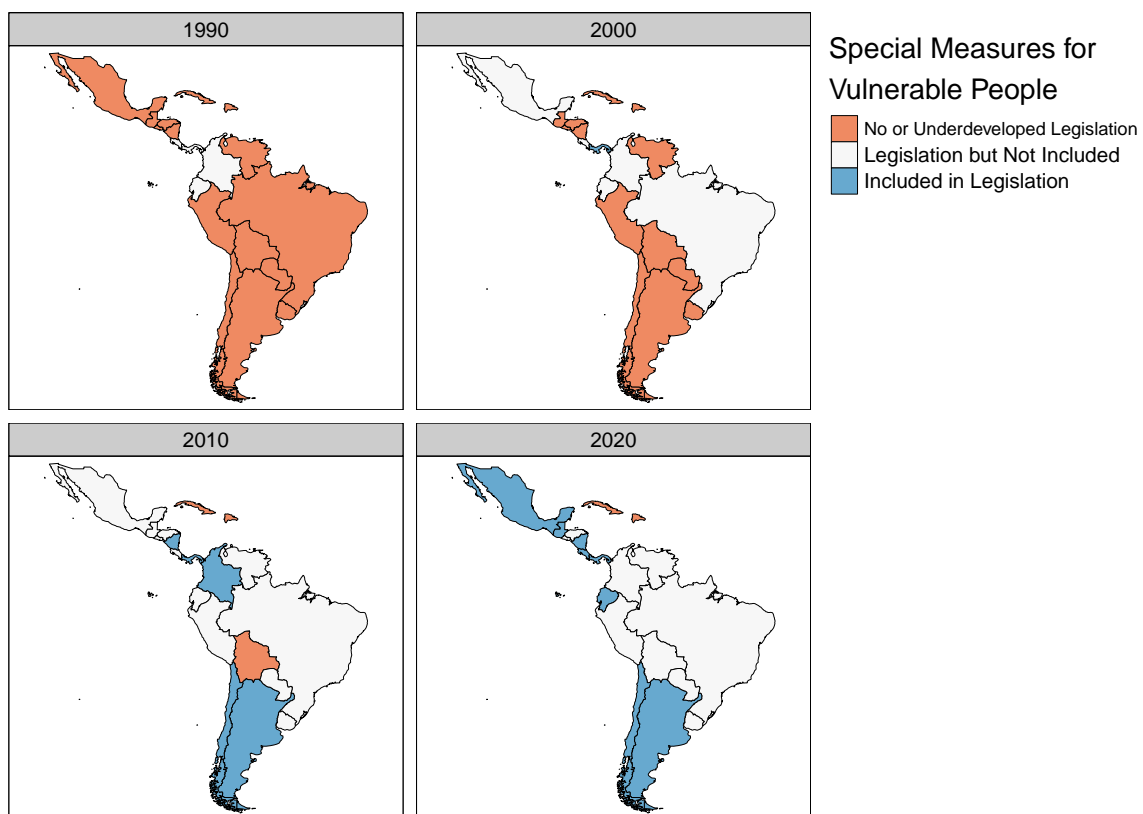 1990
2000
Special Measures for
Vulnerable People
No or Underdeveloped Legislation
Legislation but Not Included
Included in Legislation
2010
2020